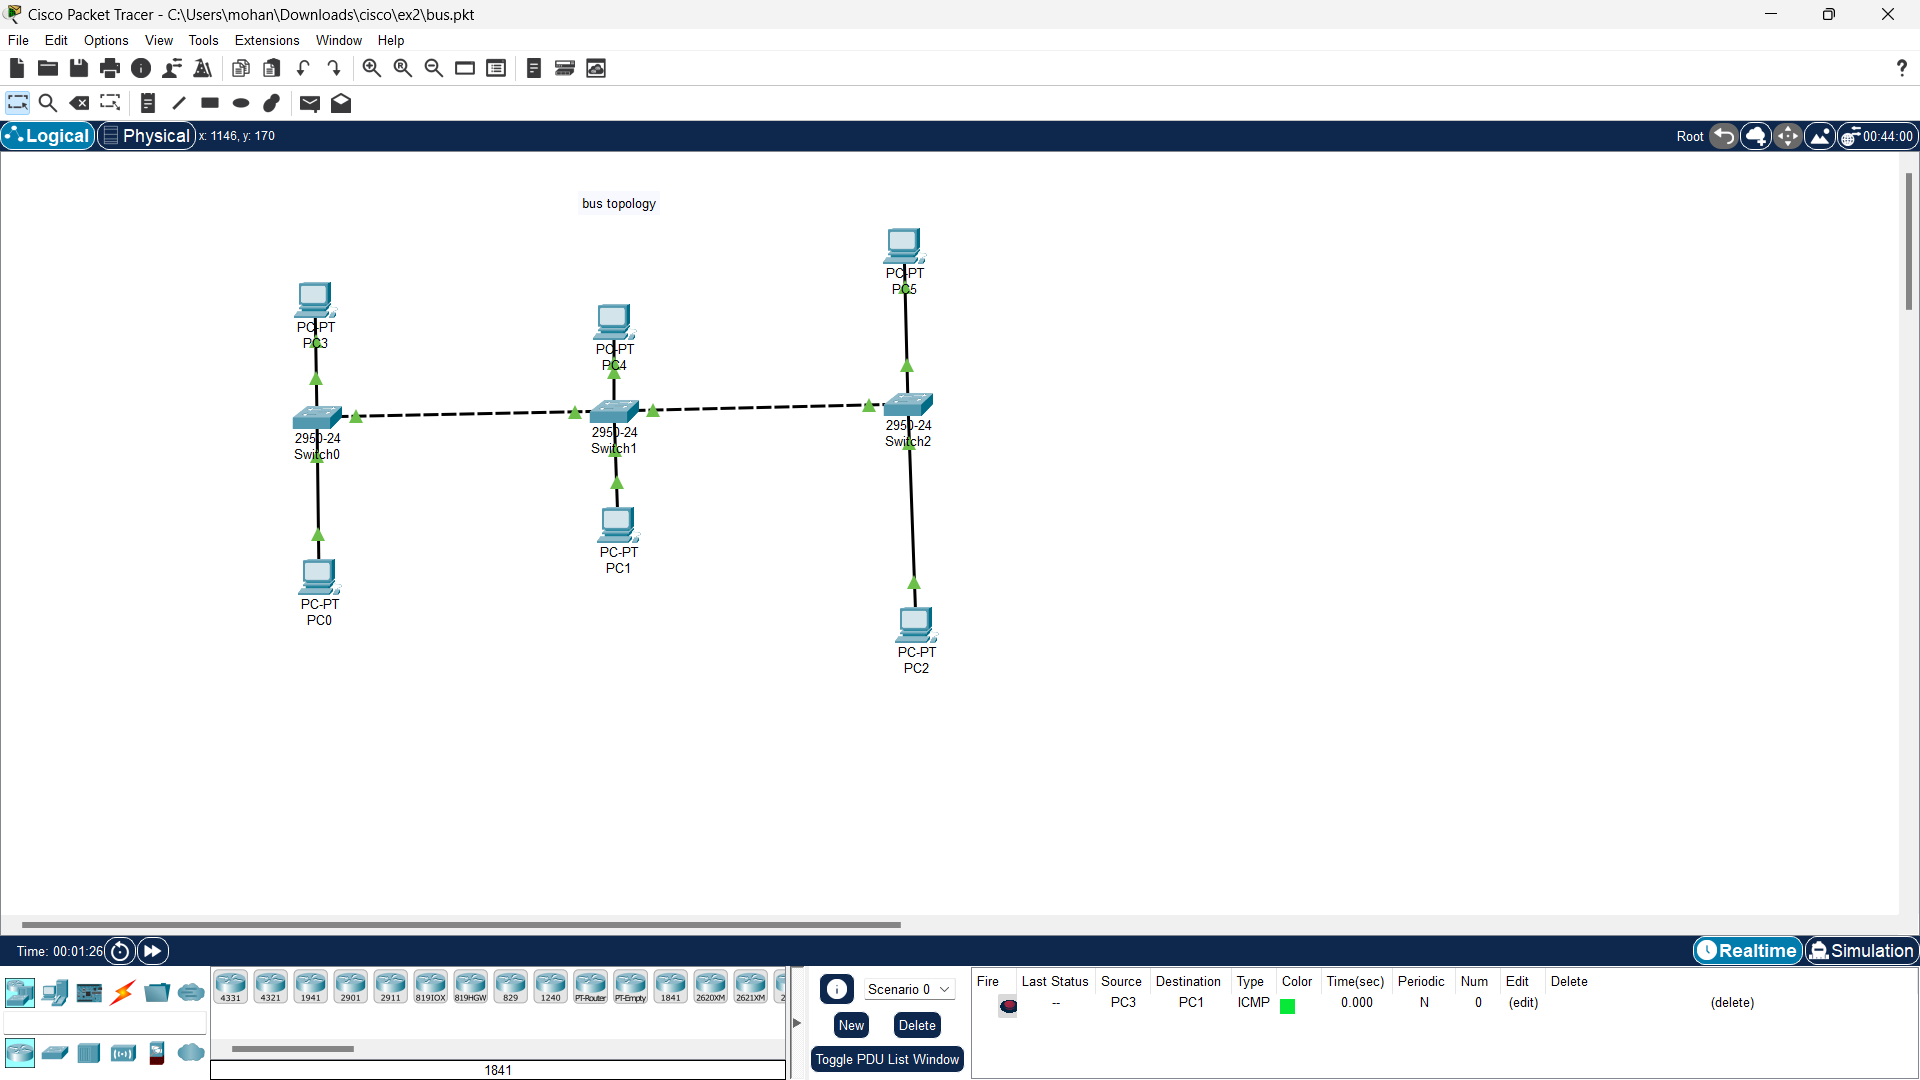 Cisco Packet Tracer - C:\Users\mohan\Downloads\cisco\ex2\bus.pkt
File Edit Options View Tools Extensions Window Help
?
Logical Physical x: 1146, y: 170 Root 00:44:00
bus topology
PC-PT
PC5
PC-PT
PC3
PC-PT
PC4
2950-24
Switch0
2950-24
Switch1
2950-24
Switch2
PC-PT
PC1
PC-PT
PC0
PC-PT
PC2
Time: 00:01:26 Realtime Simulation
4331 4321 1941 2901 2911 819IOX 819HGW 829 1240 PT-Router PT-Empty 1841 2620XM 2621XM 2
1841
Scenario 0
New Delete
Toggle PDU List Window
Fire Last Status Source Destination Type Color Time(sec) Periodic Num Edit Delete
-- PC3 PC1 ICMP 0.000 N 0 (edit) (delete)